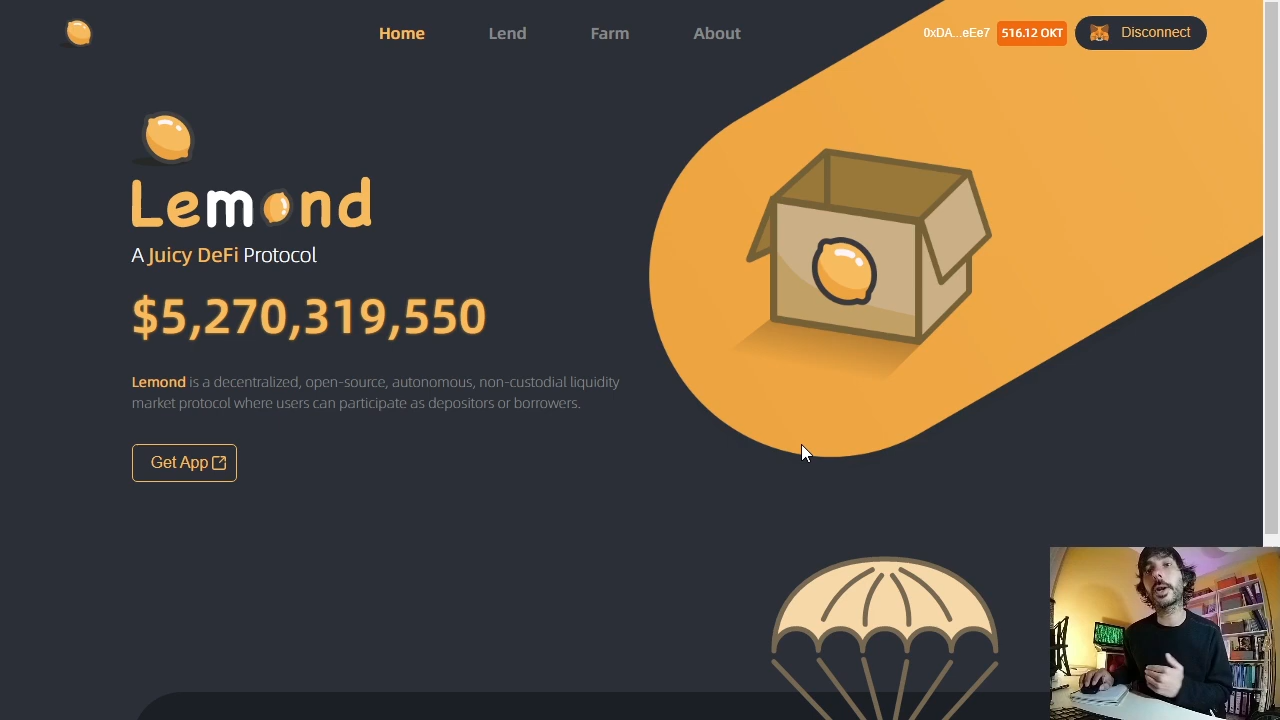 Home
Lend
Farm
About
0xDA...eEe7
516.12 OKT
Disconnect
Lemond
A Juicy DeFi Protocol
$5,270,319,550
Lemond is a decentralized, open-source, autonomous, non-custodial liquidity
market protocol where users can participate as depositors or borrowers.
Get App